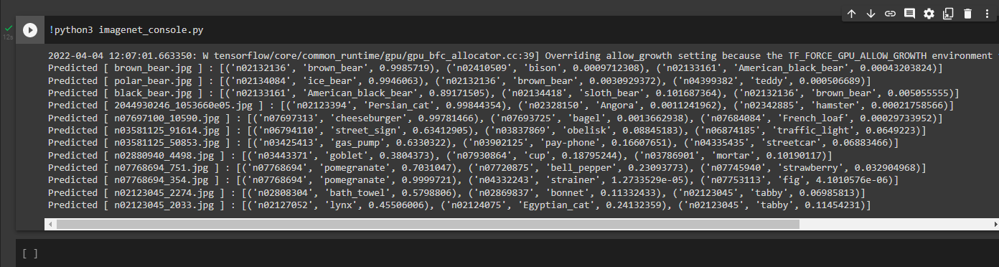 12s
!python3 imagenet_console.py
2022-04-04 12:07:01.663350: W tensorflow/core/common_runtime/gpu/gpu_bfc_allocator.cc:39] Overriding allow_growth setting because the TF_FORCE_GPU_ALLOW_GROWTH environment
Predicted [ brown_bear.jpg ] : [('n02132136', 'brown_bear', 0.9985719), ('n02410509', 'bison', 0.0009712308), ('n02133161', 'American_black_bear', 0.00043203824)]
Predicted [ polar_bear.jpg ] : [('n02134084', 'ice_bear', 0.9946063), ('n02132136', 'brown_bear', 0.0030929372), ('n04399382', 'teddy', 0.000506689)]
Predicted [ black_bear.jpg ] : [('n02133161', 'American_black_bear', 0.89171505), ('n02134418', 'sloth_bear', 0.101687364), ('n02132136', 'brown_bear', 0.005055555)]
Predicted [ 2044930246_1053660e05.jpg ] : [('n02123394', 'Persian_cat', 0.99844354), ('n02328150', 'Angora', 0.0011241962), ('n02342885', 'hamster', 0.00021758566)]
Predicted [ n07697100_10590.jpg ] : [('n07697313', 'cheeseburger', 0.99781466), ('n07693725', 'bagel', 0.0013662938), ('n07684084', 'French_loaf', 0.00029733952)]
Predicted [ n03581125_91614.jpg ] : [('n06794110', 'street_sign', 0.63412905), ('n03837869', 'obelisk', 0.08845183), ('n06874185', 'traffic_light', 0.0649223)]
Predicted [ n03581125_50853.jpg ] : [('n03425413', 'gas_pump', 0.6330322), ('n03902125', 'pay-phone', 0.16607651), ('n04335435', 'streetcar', 0.06883466)]
Predicted [ n02880940_4498.jpg ] : [('n03443371', 'goblet', 0.3804373), ('n07930864', 'cup', 0.18795244), ('n03786901', 'mortar', 0.10190117)]
Predicted [ n07768694_751.jpg ] : [('n07768694', 'pomegranate', 0.7031047), ('n07720875', 'bell_pepper', 0.23093773), ('n07745940', 'strawberry', 0.032904968)]
Predicted [ n07768694_354.jpg ] : [('n07768694', 'pomegranate', 0.9999721), ('n04332243', 'strainer', 1.2733529e-05), ('n07753113', 'fig', 4.1010576e-06)]
Predicted [ n02123045_2274.jpg ] : [('n02808304', 'bath_towel', 0.5798806), ('n02869837', 'bonnet', 0.11332433), ('n02123045', 'tabby', 0.06985813)]
Predicted [ n02123045_2033.jpg ] : [('n02127052', 'lynx', 0.45506006), ('n02124075', 'Egyptian_cat', 0.24132359), ('n02123045', 'tabby', 0.11454231)]
[ ]